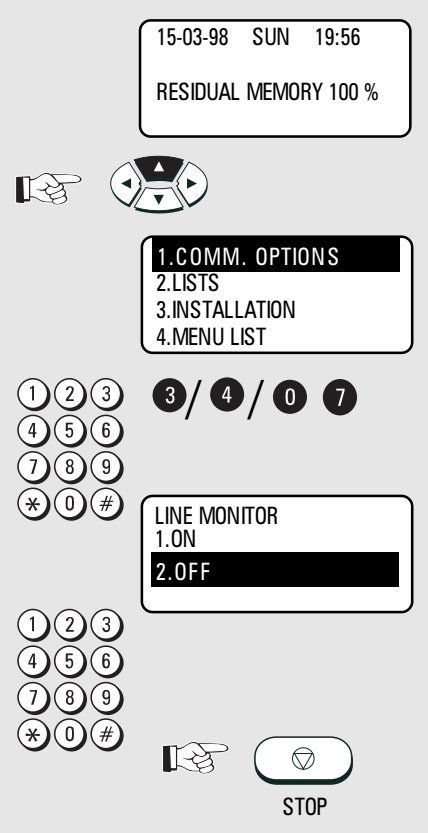 15-03-98 SUN 19:56
RESIDUAL MEMORY 100 %
1.COMM. OPTIONS
2.LISTS
3.INSTALLATION
4.MENU LIST
1 2 3
4 5 6
7 8 9
* 0 #
3 / 4 / 0 7
LINE MONITOR
1.ON
2.OFF
1 2 3
4 5 6
7 8 9
* 0 #
STOP